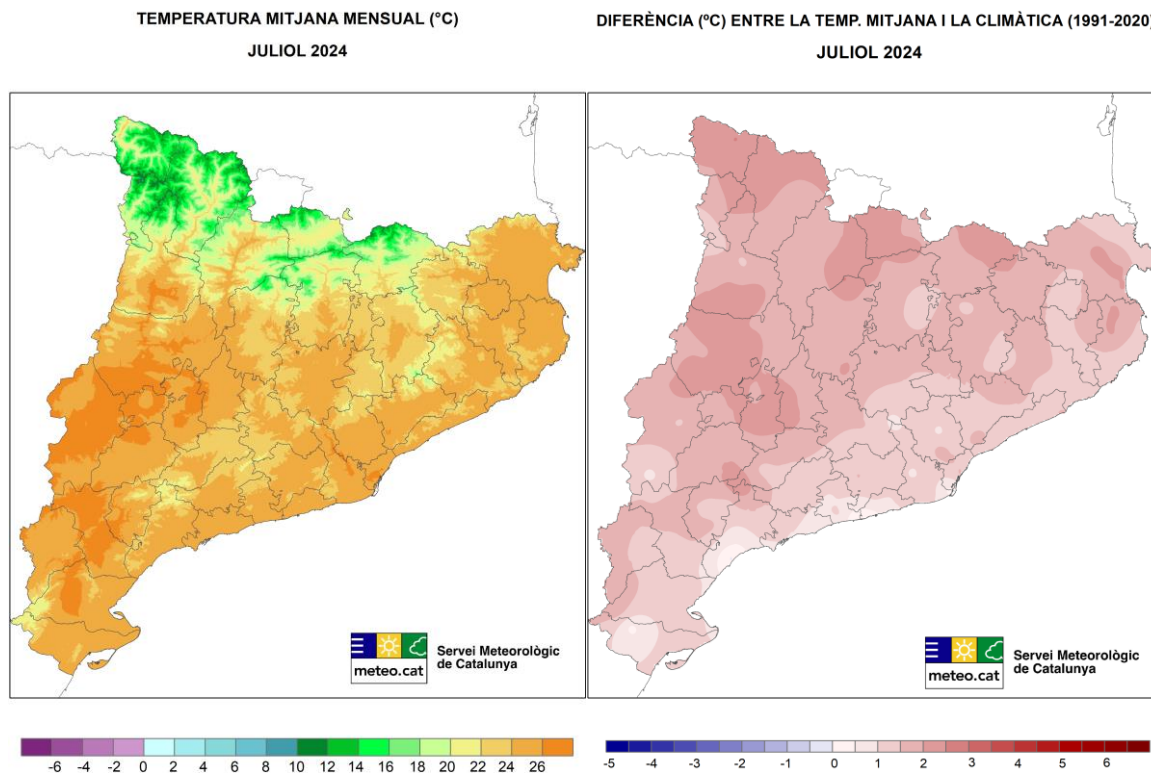 TEMPERATURA MITJANA MENSUAL (°C)
JULIOL 2024
DIFERÈNCIA (ºC) ENTRE LA TEMP. MITJANA I LA CLIMÀTICA (1991-2020)
JULIOL 2024
meteo.cat
Servei Meteorològic
de Catalunya
meteo.cat
Servei Meteorològic
de Catalunya
-6 -4 -2 0 2 4 6 8 10 12 14 16 18 20 22 24 26
-5 -4 -3 -2 -1 0 1 2 3 4 5 6